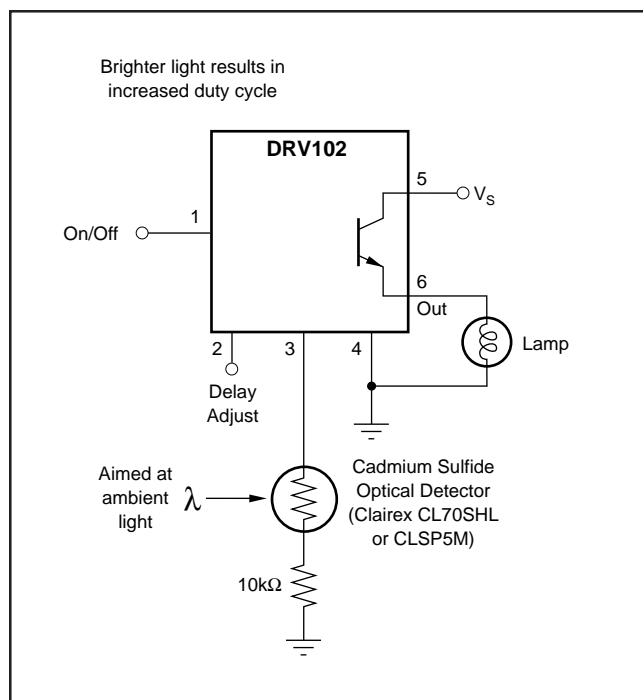 Brighter light results in
increased duty cycle
DRV102
5
V_S
1
On/Off
6
Out
Lamp
2
3
4
Delay
Adjust
Aimed at
ambient
light
λ
Cadmium Sulfide
Optical Detector
(Clairex CL70SHL
or CLSP5M)
10kΩ